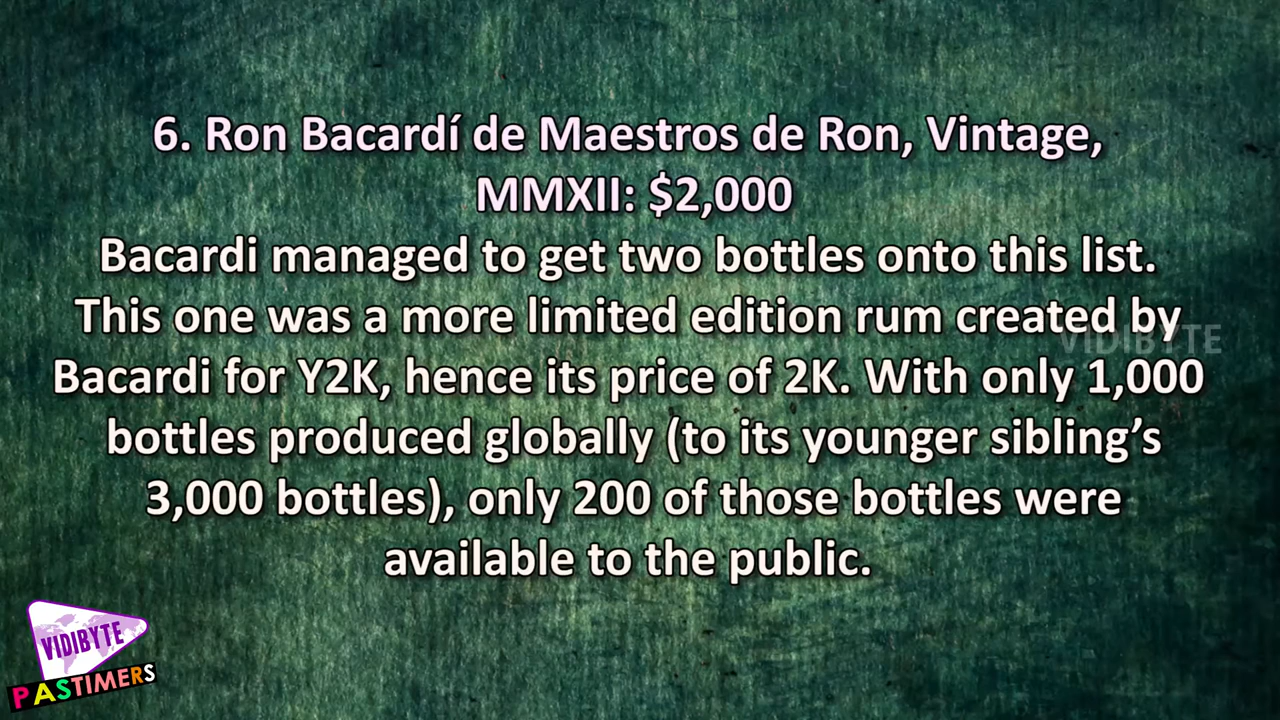 6. Ron Bacardí de Maestros de Ron, Vintage,
MMXII: $2,000
Bacardi managed to get two bottles onto this list.
This one was a more limited edition rum created by
Bacardi for Y2K, hence its price of 2K. With only 1,000
bottles produced globally (to its younger sibling’s
3,000 bottles), only 200 of those bottles were
available to the public.
VIDIBYTE
VIDIBYTE
PASTIMERS